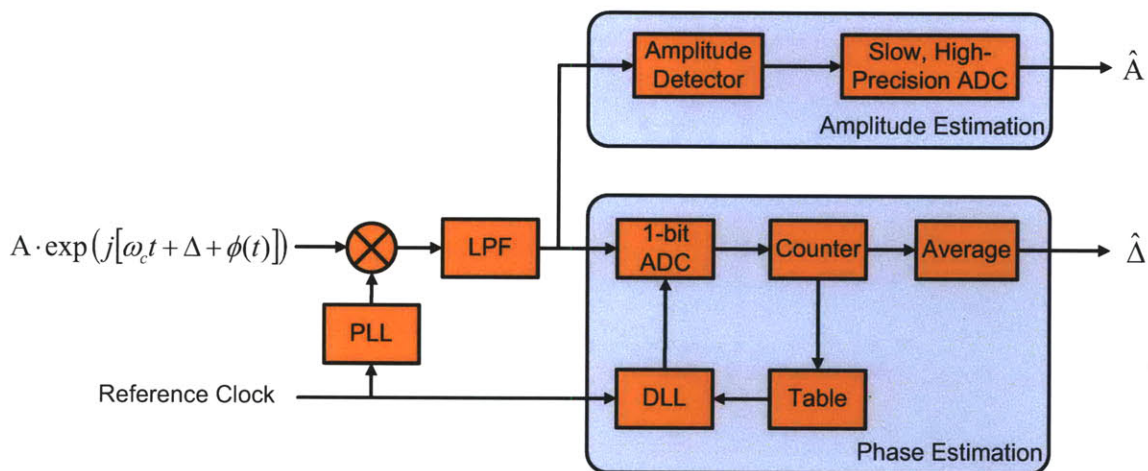 Amplitude
Detector
Slow, High-
Precision ADC
Â
Amplitude Estimation
A · exp(j[ω_c t + Δ + ϕ(t)])
LPF
1-bit
ADC
Counter
Average
Δ̂
PLL
Reference Clock
DLL
Table
Phase Estimation